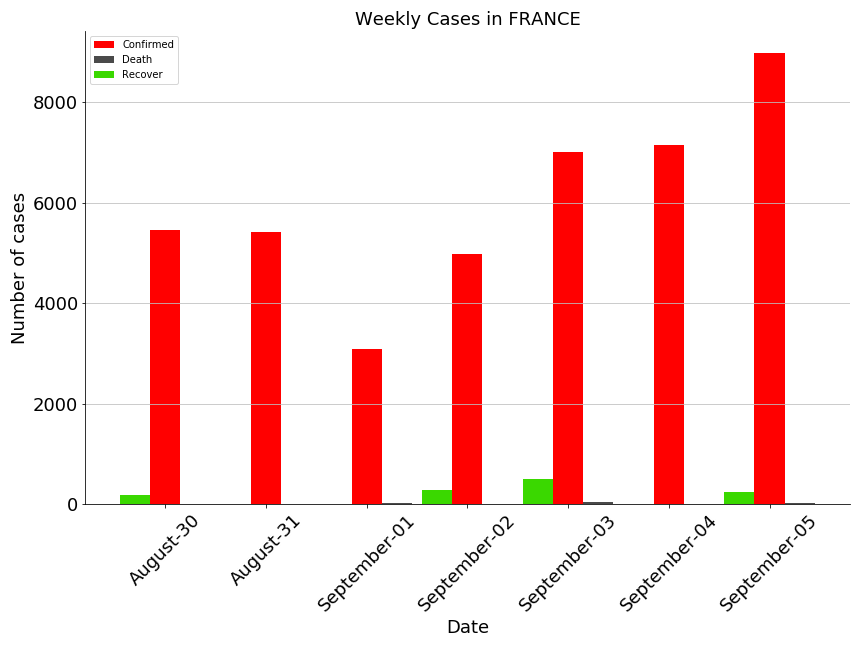 Weekly Cases in FRANCE
Confirmed
Death
Recover
Number of cases
8000
6000
4000
2000
0
August-30
August-31
September-01
September-02
September-03
September-04
September-05
Date